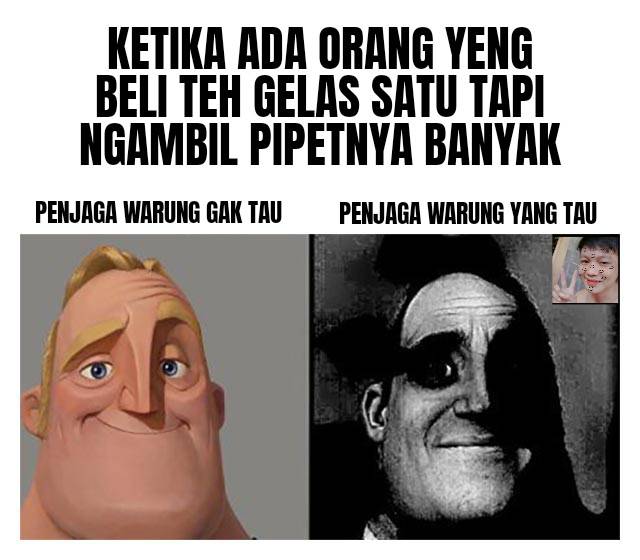 KETIKA ADA ORANG YENG
BELI TEH GELAS SATU TAPI
NGAMBIL PIPETNYA BANYAK
PENJAGA WARUNG GAK TAU
PENJAGA WARUNG YANG TAU